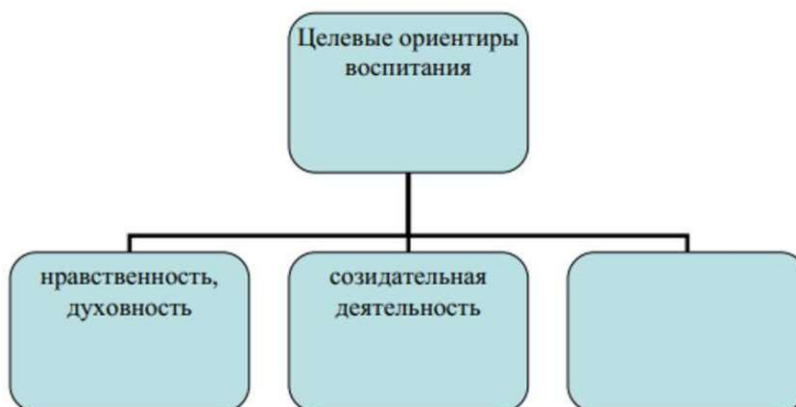 Целевые ориентиры
воспитания
нравственность,
духовность
созидательная
деятельность